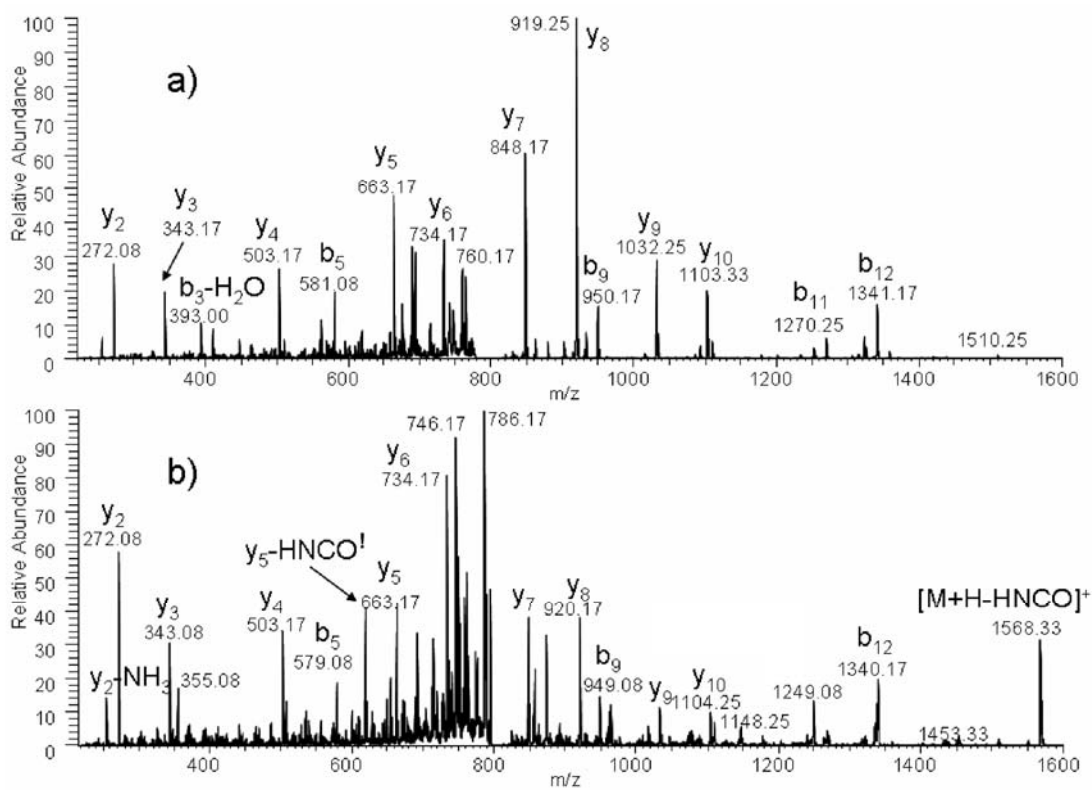 a)
Relative Abundance
100
90
80
70
60
50
40
30
20
10
0
y2
272.08
y3
343.17
b3-H2O
393.00
y4
503.17
b5
581.08
y5
663.17
y6
734.17
760.17
y7
848.17
919.25
y8
b9
950.17
y9
1032.25
y10
1103.33
b11
1270.25
b12
1341.17
1510.25
400
600
800
1000
1200
1400
1600
m/z
b)
Relative Abundance
100
90
80
70
60
50
40
30
20
10
0
y2
272.08
y2-NH3
y3
343.08
355.08
y4
503.17
b5
579.08
y5-HNCO!
y5
663.17
y6
734.17
746.17
786.17
y7
y8
920.17
b9
949.08
y9
y10
1104.25
1148.25
1249.08
b12
1340.17
1453.33
[M+H-HNCO]+
1568.33
400
600
800
1000
1200
1400
1600
m/z